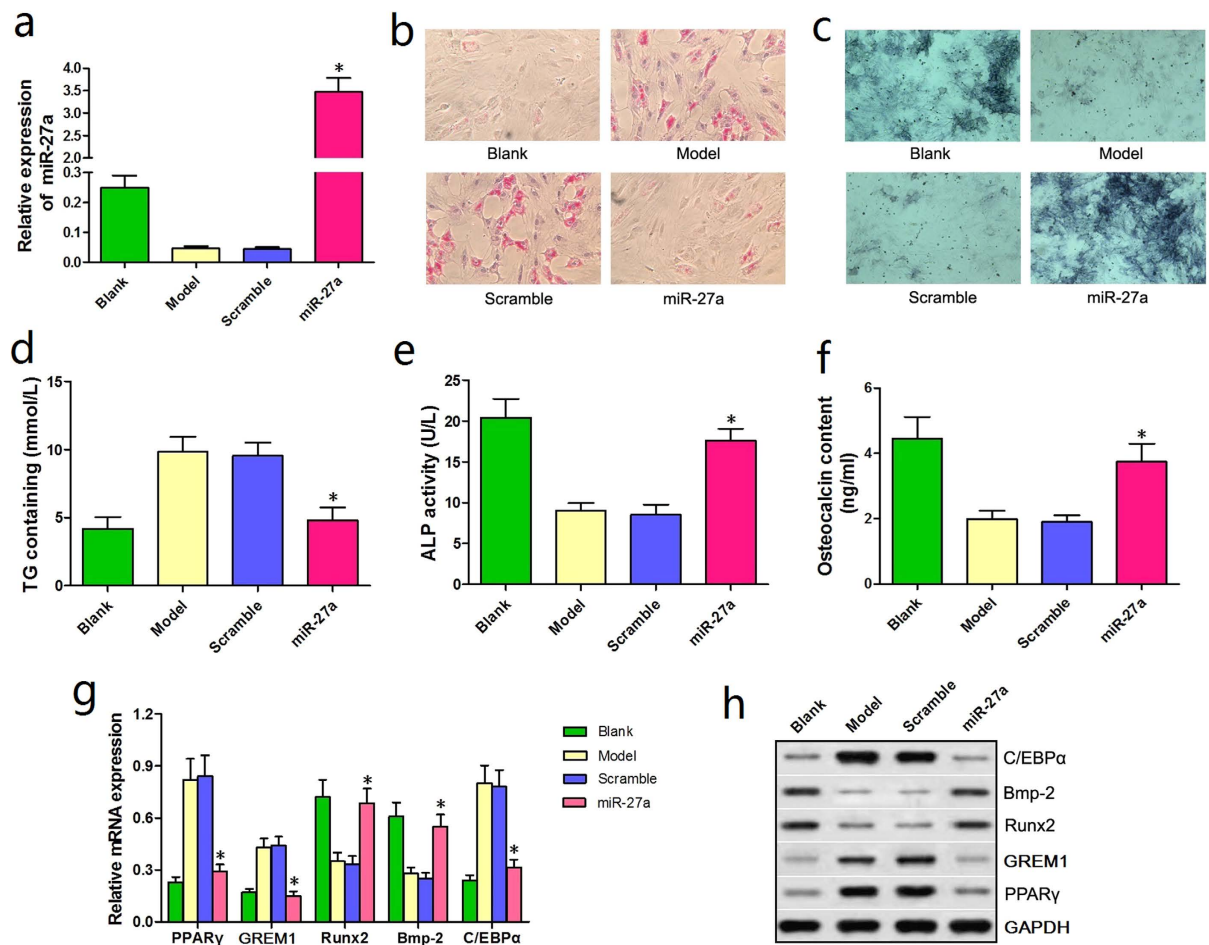 a
Relative expression
of miR-27a
4.0
3.5
3.0
2.5
2.0
0.3
0.2
0.1
0.0
*
Blank
Model
Scramble
miR-27a
b
Blank
Model
Scramble
miR-27a
c
Blank
Model
Scramble
miR-27a
d
TG containing (mmol/L)
15
10
5
0
*
Blank
Model
Scramble
miR-27a
e
ALP activity (U/L)
25
20
15
10
5
0
*
Blank
Model
Scramble
miR-27a
f
Osteocalcin content
(ng/ml)
6
4
2
0
*
Blank
Model
Scramble
miR-27a
g
Relative mRNA expression
1.2
0.9
0.6
0.3
0.0
* * * * *
PPARγ GREM1 Runx2 Bmp-2 C/EBPα
Blank
Model
Scramble
miR-27a
h
Blank Model Scramble miR-27a
C/EBPα
Bmp-2
Runx2
GREM1
PPARγ
GAPDH